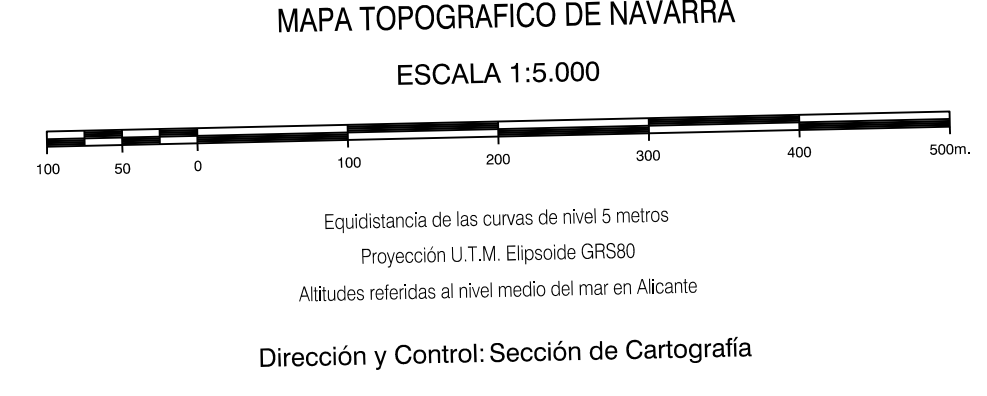 MAPA TOPOGRAFICO DE NAVARRA
ESCALA 1:5.000
100 50 0 100 200 300 400 500m.
Equidistancia de las curvas de nivel 5 metros
Proyección U.T.M. Elipsoide GRS80
Altitudes referidas al nivel medio del mar en Alicante
Dirección y Control: Sección de Cartografía